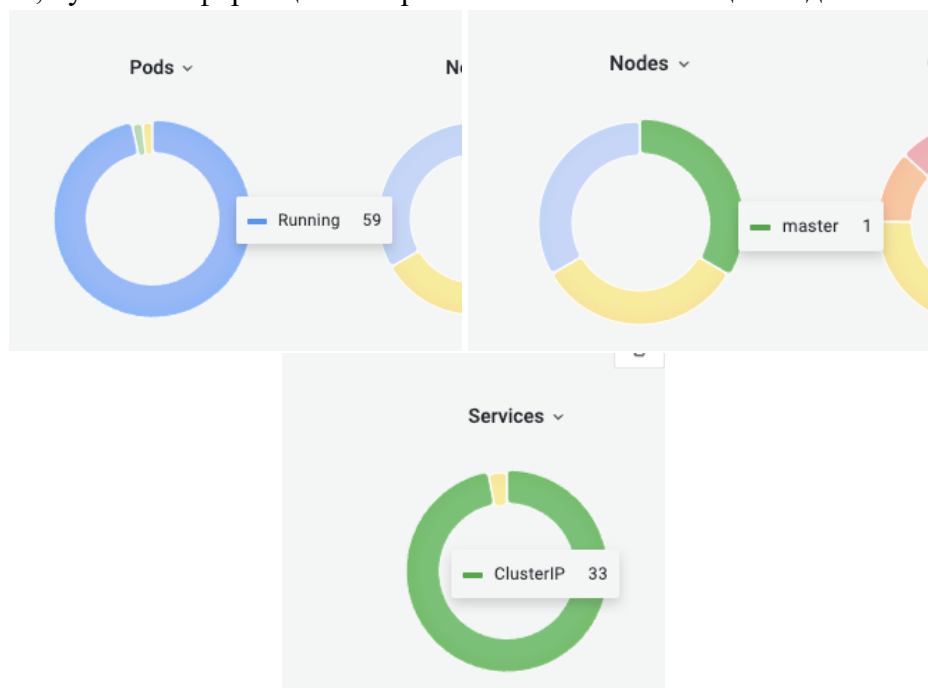 Pods
Running 59
Nodes
master 1
Services
ClusterIP 33